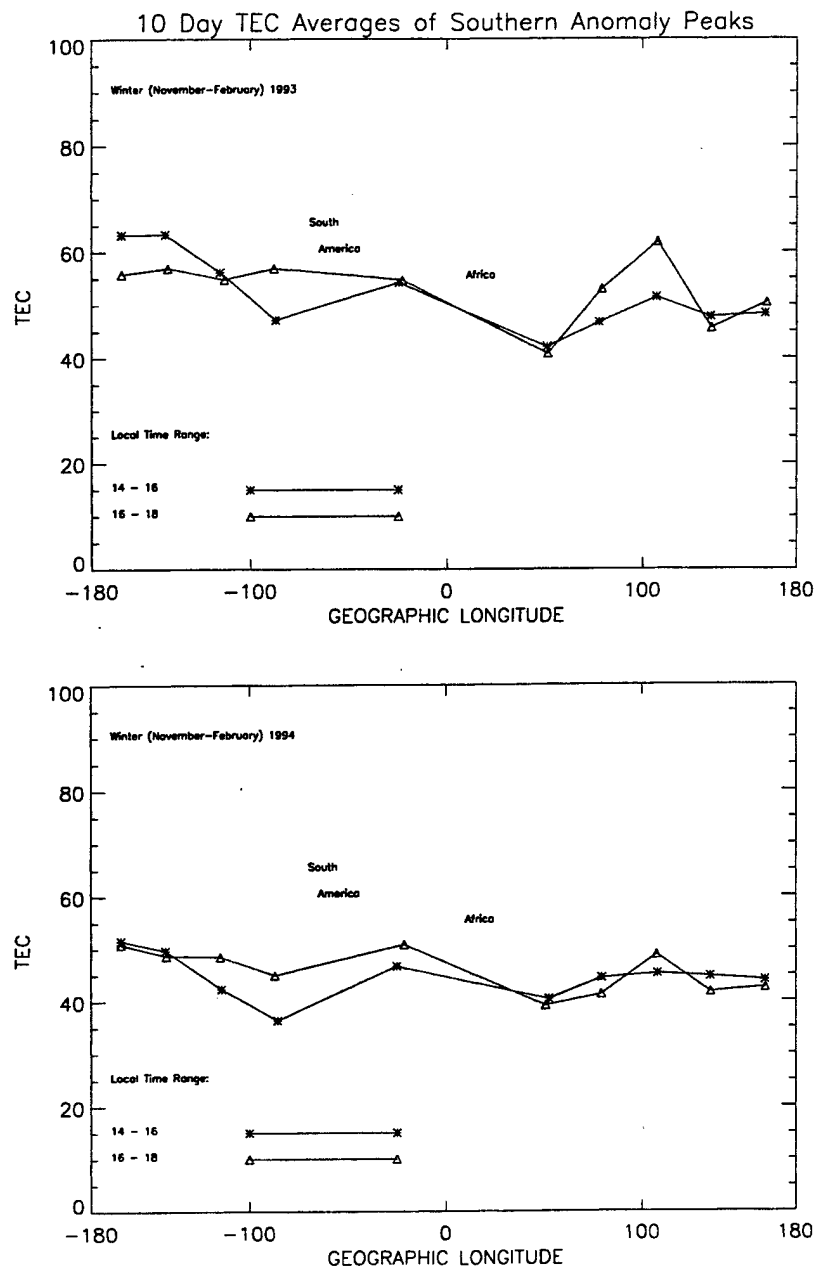 10 Day TEC Averages of Southern Anomaly Peaks
100
Winter (November-February) 1993
80
South
60
America
Africa
TEC
40
Local Time Range:
20
14 - 16
16 - 18
0
-180 -100 0 100 180
GEOGRAPHIC LONGITUDE
100
Winter (November-February) 1994
80
South
60
America
Africa
TEC
40
Local Time Range:
20
14 - 16
16 - 18
0
-180 -100 0 100 180
GEOGRAPHIC LONGITUDE